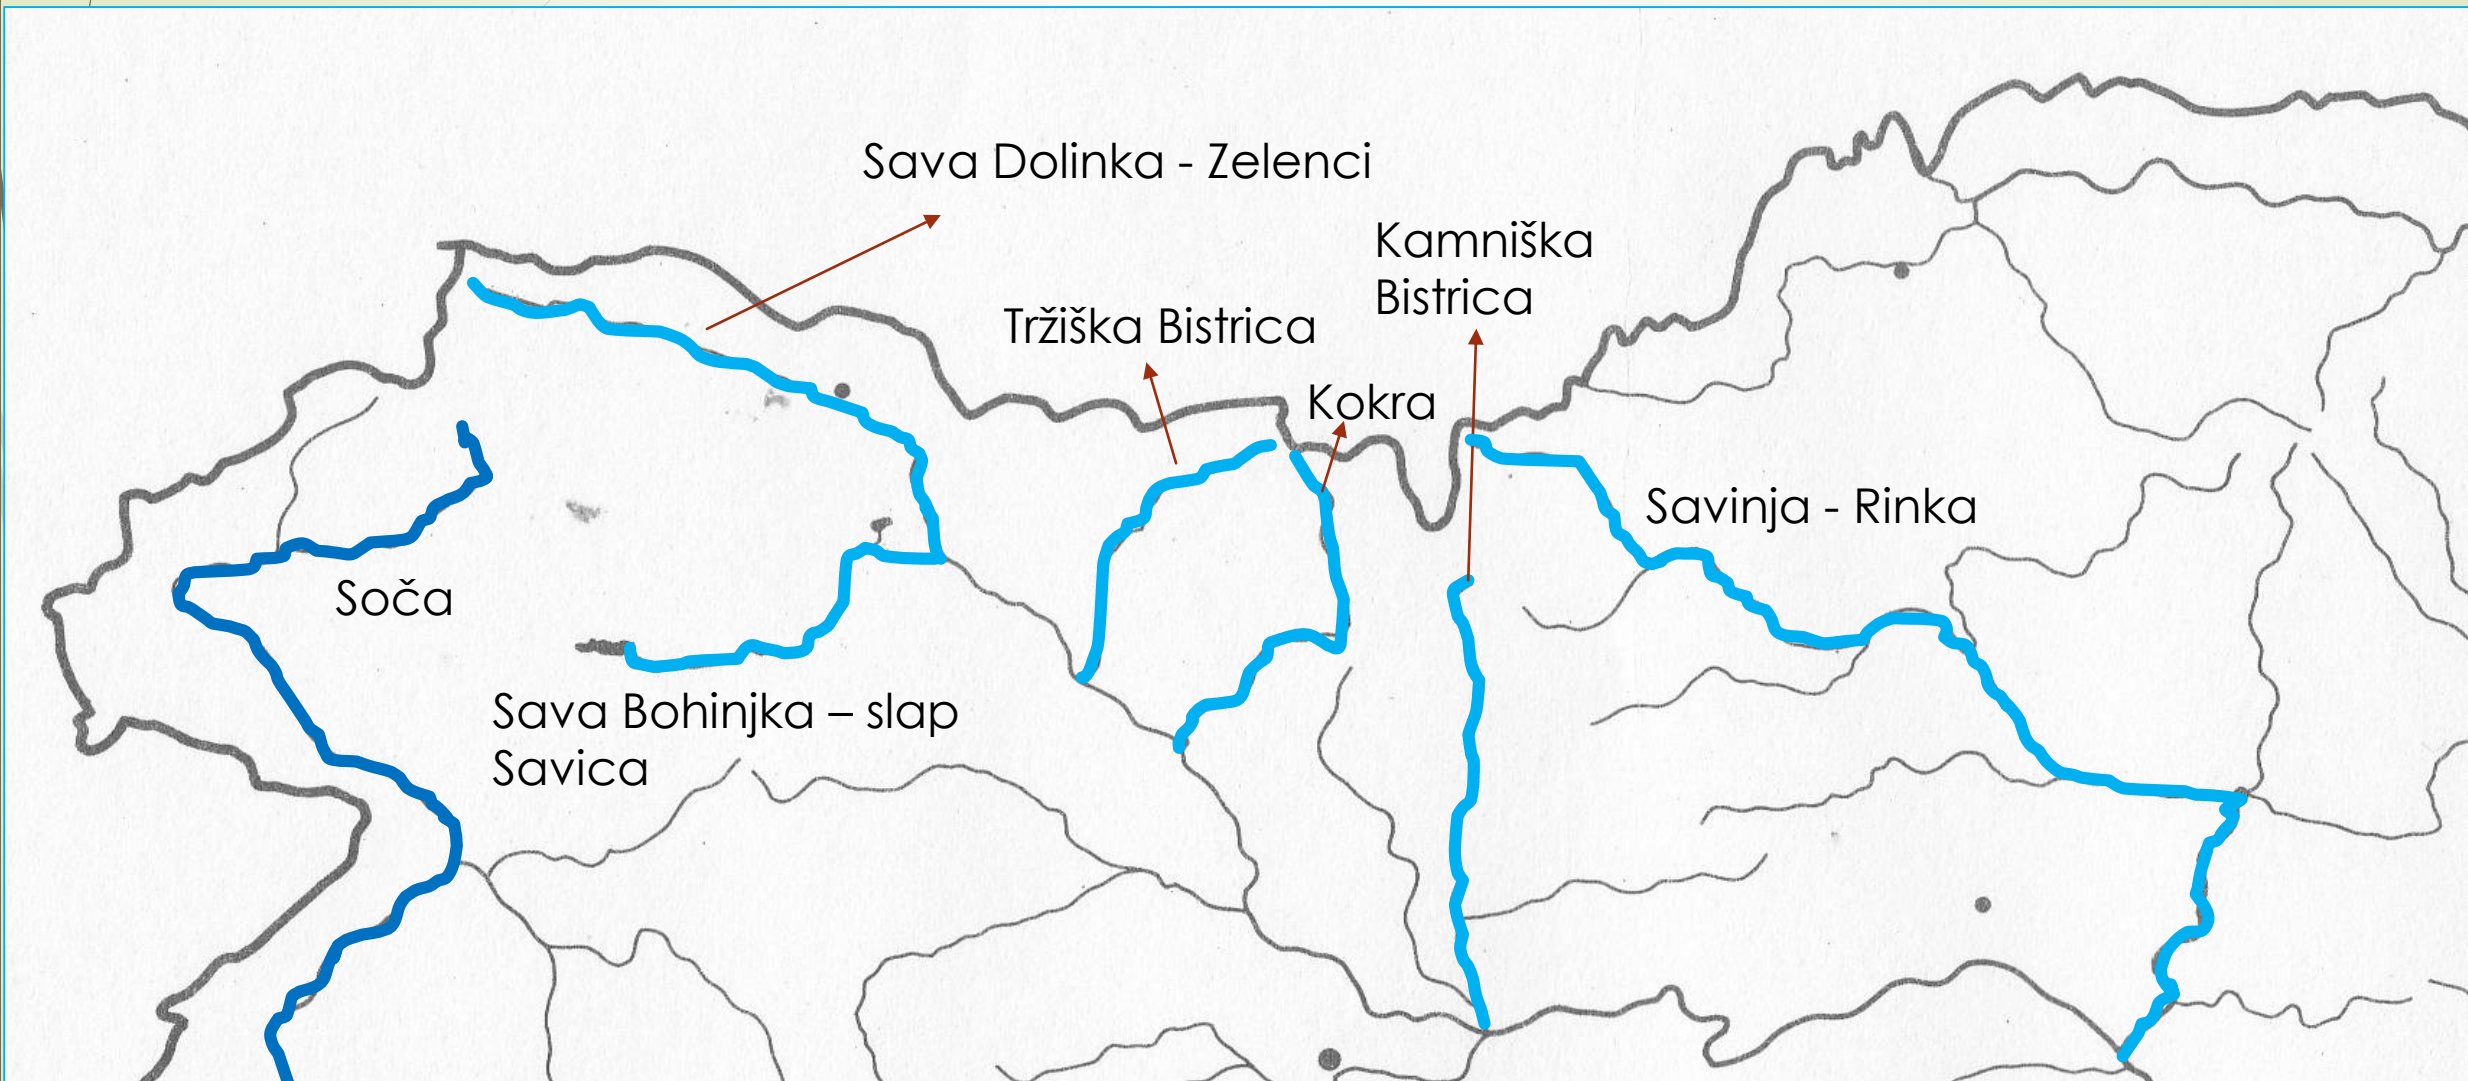 Sava Dolinka - Zelenci
Kamniška
Bistrica
Tržiška Bistrica
Kokra
Savinja - Rinka
Soča
Sava Bohinjka – slap
Savica